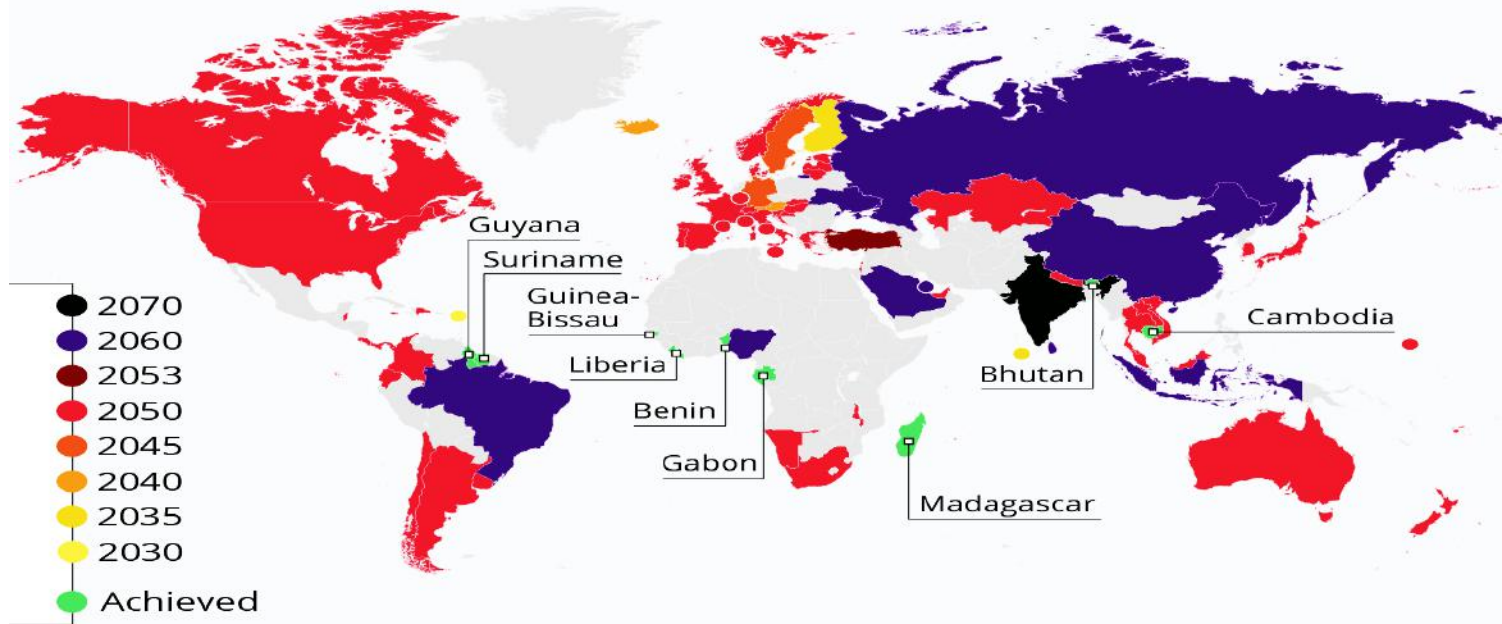 Guyana
Suriname
Guinea-
Bissau
Liberia
Benin
Gabon
Madagascar
Bhutan
Cambodia
2070
2060
2053
2050
2045
2040
2035
2030
Achieved